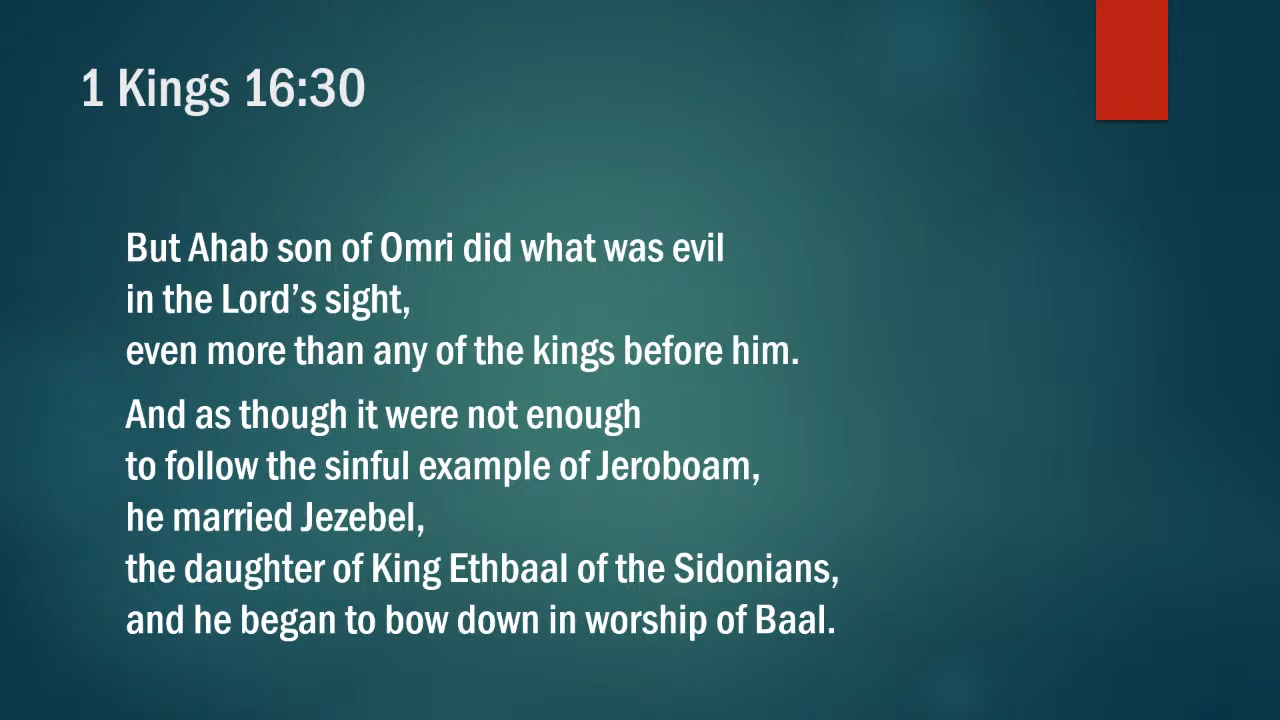 1 Kings 16:30
But Ahab son of Omri did what was evil
in the Lord’s sight,
even more than any of the kings before him.
And as though it were not enough
to follow the sinful example of Jeroboam,
he married Jezebel,
the daughter of King Ethbaal of the Sidonians,
and he began to bow down in worship of Baal.